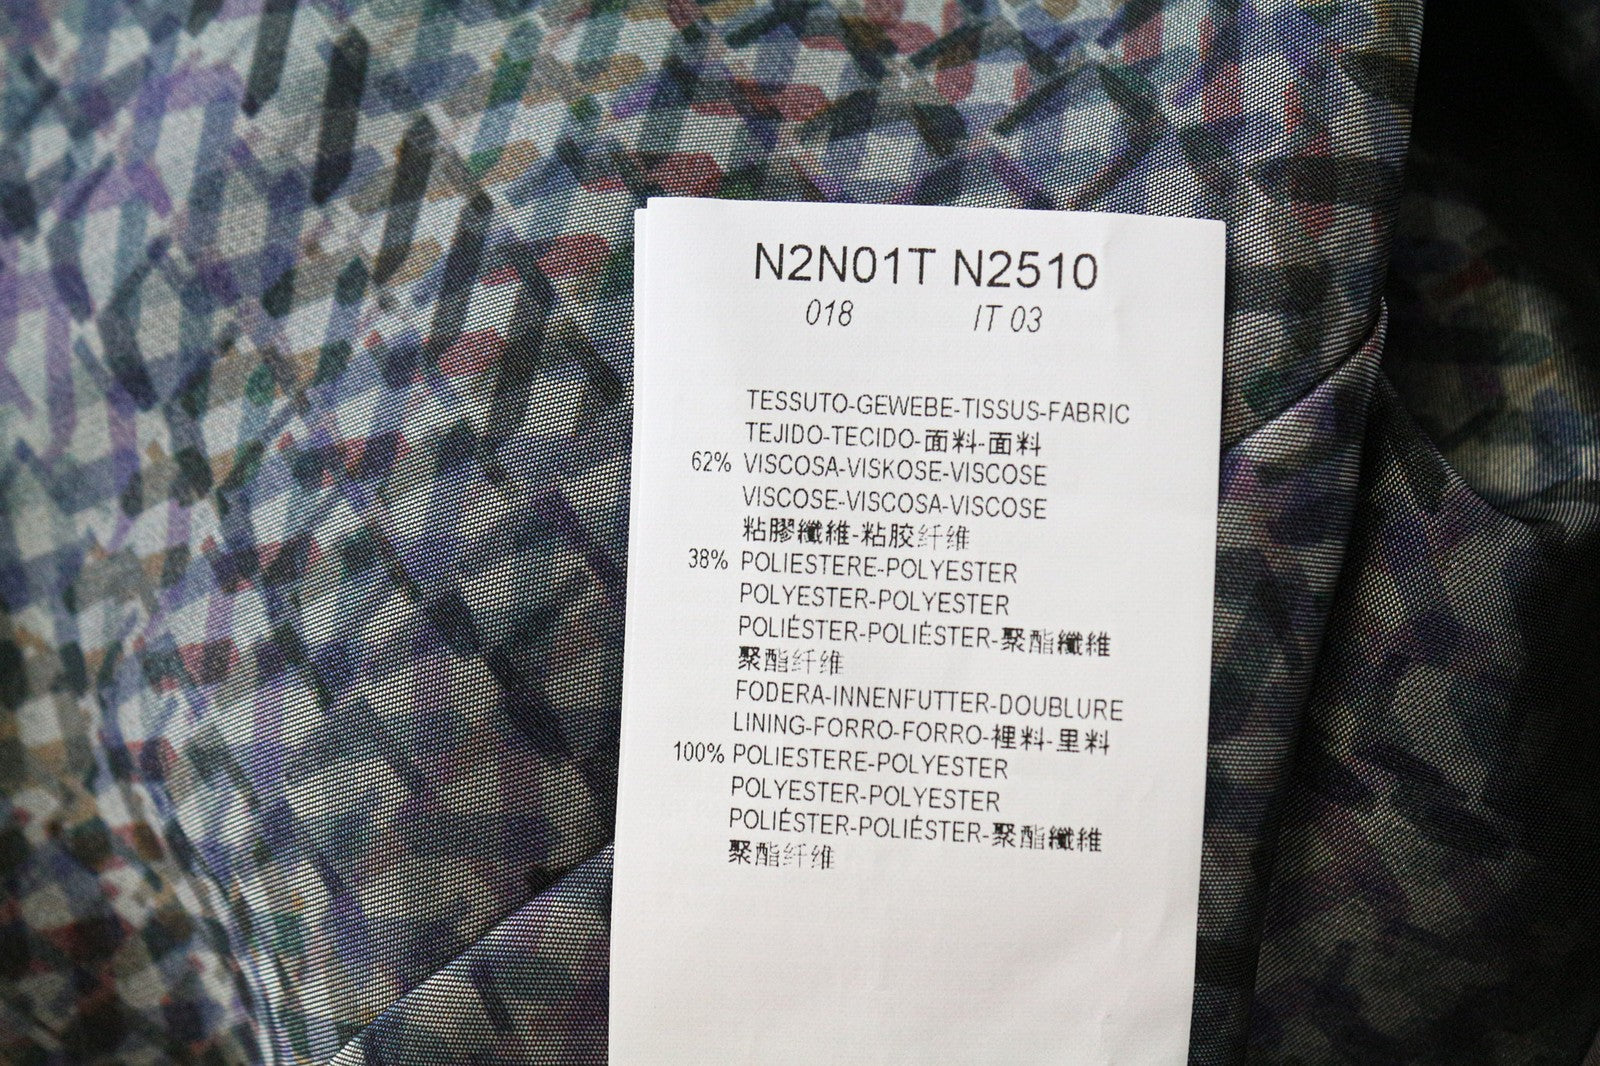 N2N01T N2510
018 IT 03
TESSUTO-GEWEBE-TISSUS-FABRIC
TEJIDO-TECIDO-面料-面料
62% VISCOSA-VISKOSE-VISCOSE
VISCOSE-VISCOSA-VISCOSE
粘膠纖維-粘胶纤维
38% POLIESTERE-POLYESTER
POLYESTER-POLYESTER
POLIÉSTER-POLIÉSTER-聚酯纖維
聚酯纤维
FODERA-INNENFUTTER-DOUBLURE
LINING-FORRO-FORRO-裡料-里料
100% POLIESTERE-POLYESTER
POLYESTER-POLYESTER
POLIÉSTER-POLIÉSTER-聚酯纖維
聚酯纤维